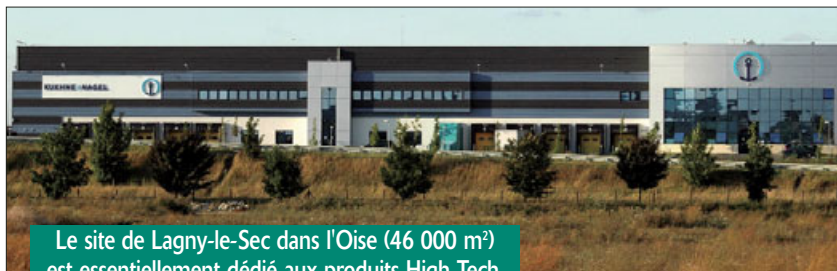 KUEHNE+NAGEL
Le site de Lagny-le-Sec dans l'Oise (46 000 m²)
est essentiellement dédié aux produits High Tech